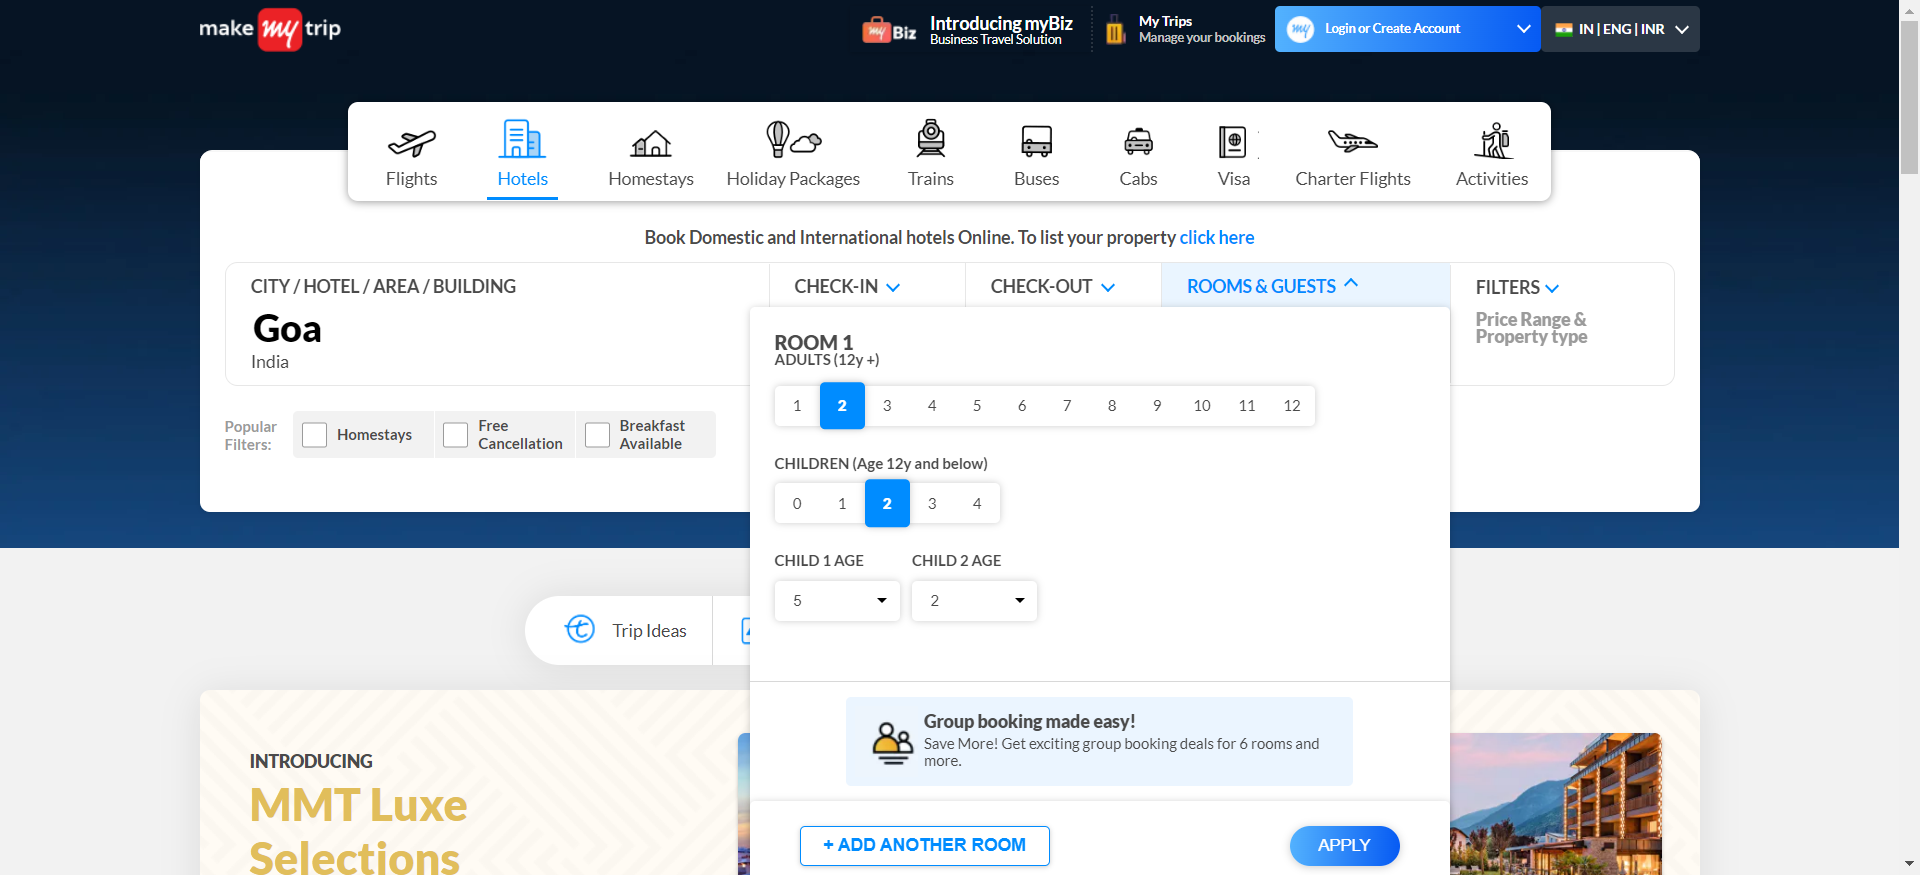 make my trip
my Biz
Introducing myBiz
Business Travel Solution
My Trips
Manage your bookings
my
Login or Create Account
IN | ENG | INR
Flights
Hotels
Homestays
Holiday Packages
Trains
Buses
Cabs
Visa
Charter Flights
Activities
Book Domestic and International hotels Online. To list your property click here
CITY / HOTEL / AREA / BUILDING
Goa
India
CHECK-IN
CHECK-OUT
ROOMS & GUESTS
FILTERS
Price Range &
Property type
ROOM 1
ADULTS (12y +)
1 2 3 4 5 6 7 8 9 10 11 12
Popular
Filters:
Homestays
Free
Cancellation
Breakfast
Available
CHILDREN (Age 12y and below)
0 1 2 3 4
CHILD 1 AGE
CHILD 2 AGE
5
2
Trip Ideas
Group booking made easy!
Save More! Get exciting group booking deals for 6 rooms and
more.
INTRODUCING
MMT Luxe
Selections
+ ADD ANOTHER ROOM
APPLY